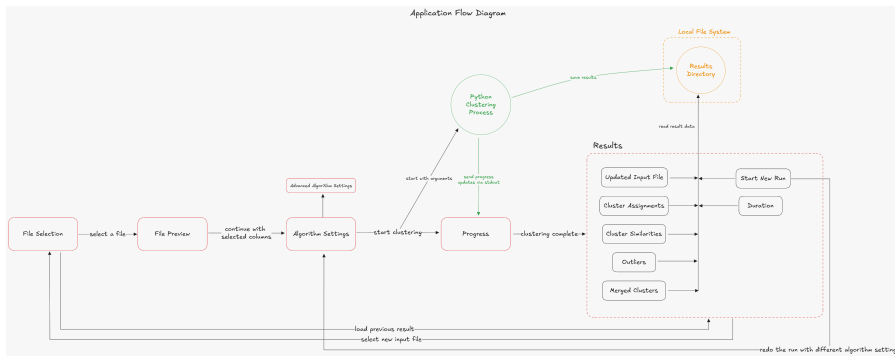 Application Flow Diagram
Local File System
Results
Directory
save results
Python
Clustering
Process
read result data
Results
start with arguments
send progress
updates via stdout
Advanced Algorithm Settings
Updated Input File
Start New Run
Cluster Assignments
Duration
File Selection
select a file
File Preview
continue with
selected columns
Algorithm Settings
start clustering
Progress
clustering complete
Cluster Similarities
Outliers
Merged Clusters
load previous result
select new input file
redo the run with different algorithm setting